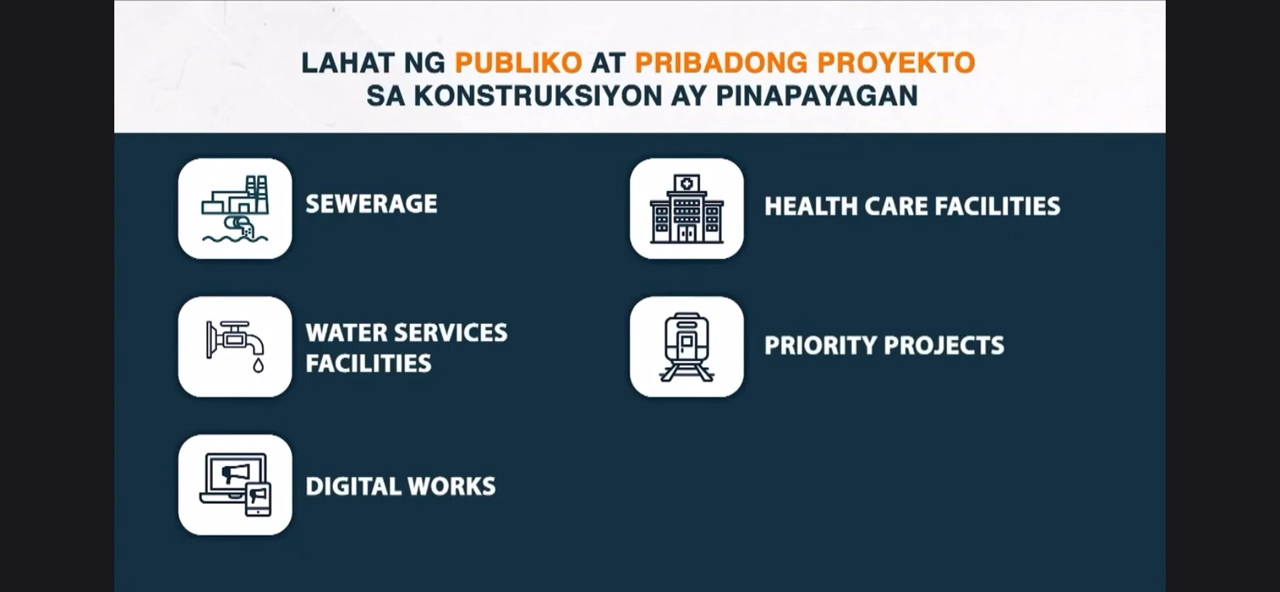 LAHAT NG PUBLIKO AT PRIBADONG PROYEKTO
SA KONSTRUKSIYON AY PINAPAYAGAN
SEWERAGE
WATER SERVICES
FACILITIES
DIGITAL WORKS
HEALTH CARE FACILITIES
PRIORITY PROJECTS